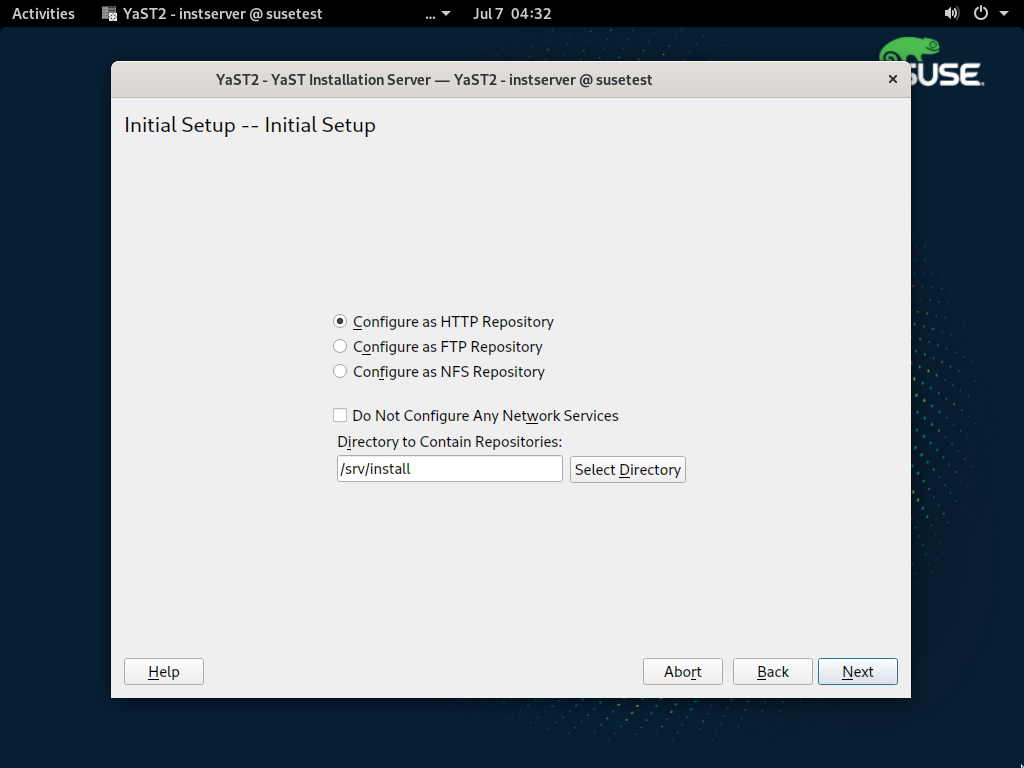 Activities YaST2 - instserver @ susetest ... Jul 7 04:32
SUSE
YaST2 - YaST Installation Server — YaST2 - instserver @ susetest ×
Initial Setup -- Initial Setup
Configure as HTTP Repository
Configure as FTP Repository
Configure as NFS Repository
Do Not Configure Any Network Services
Directory to Contain Repositories:
/srv/install Select Directory
Help Abort Back Next